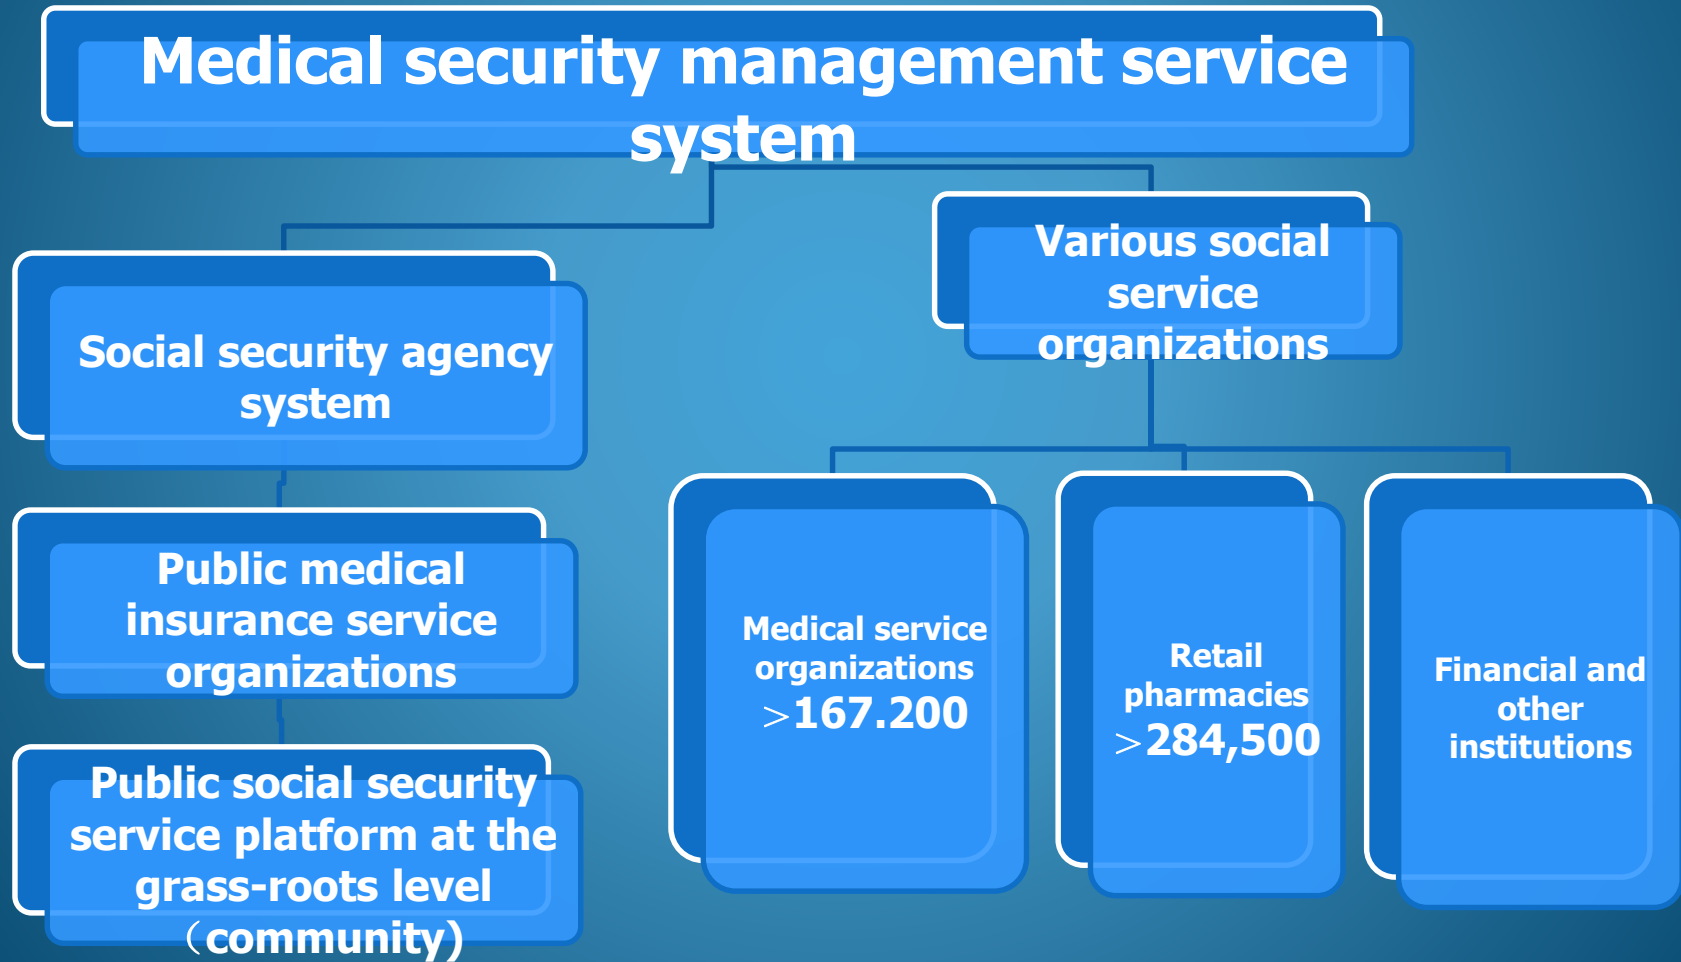 Medical security management service
system
Various social
service
organizations
Social security agency
system
Public medical
insurance service
organizations
Public social security
service platform at the
grass-roots level
（community)
Medical service
organizations
＞167.200
Retail
pharmacies
＞284,500
Financial and
other
institutions